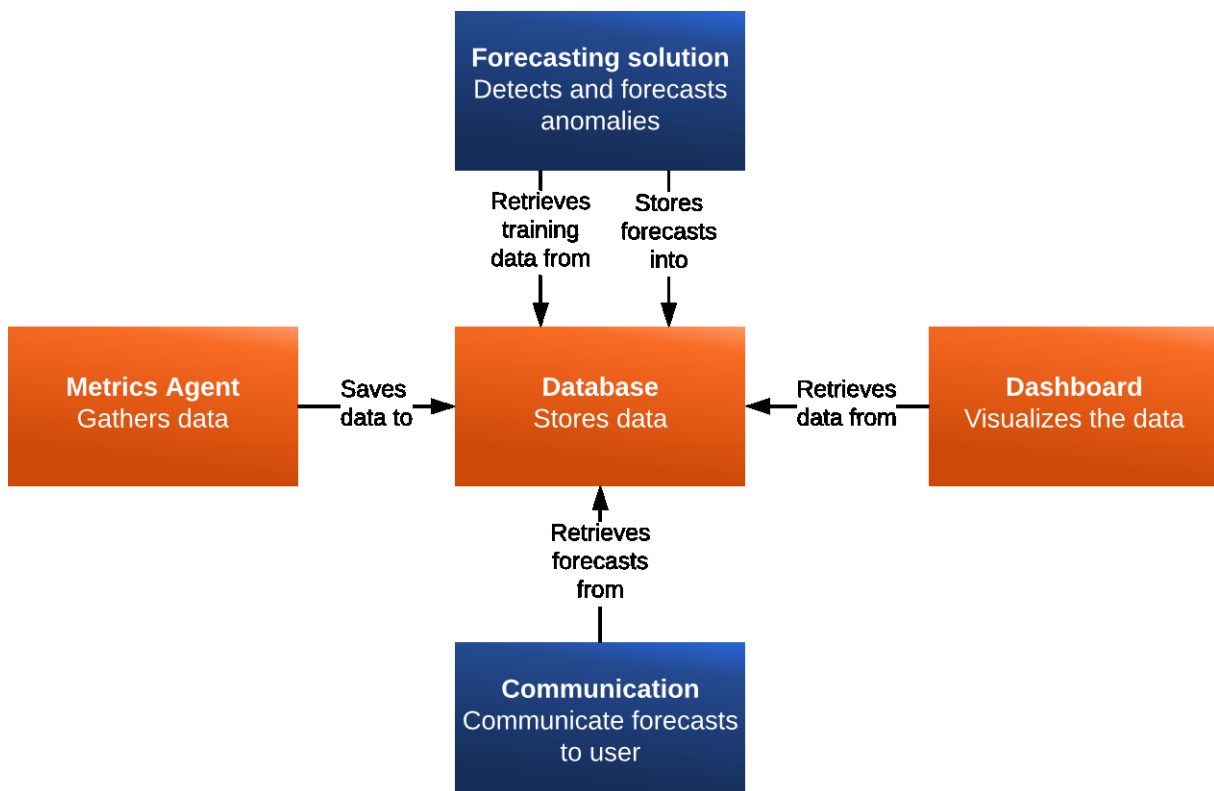 Forecasting solution
Detects and forecasts
anomalies
Retrieves
training
data from
Stores
forecasts
into
Metrics Agent
Gathers data
Saves
data to
Database
Stores data
Retrieves
data from
Dashboard
Visualizes the data
Retrieves
forecasts
from
Communication
Communicate forecasts
to user